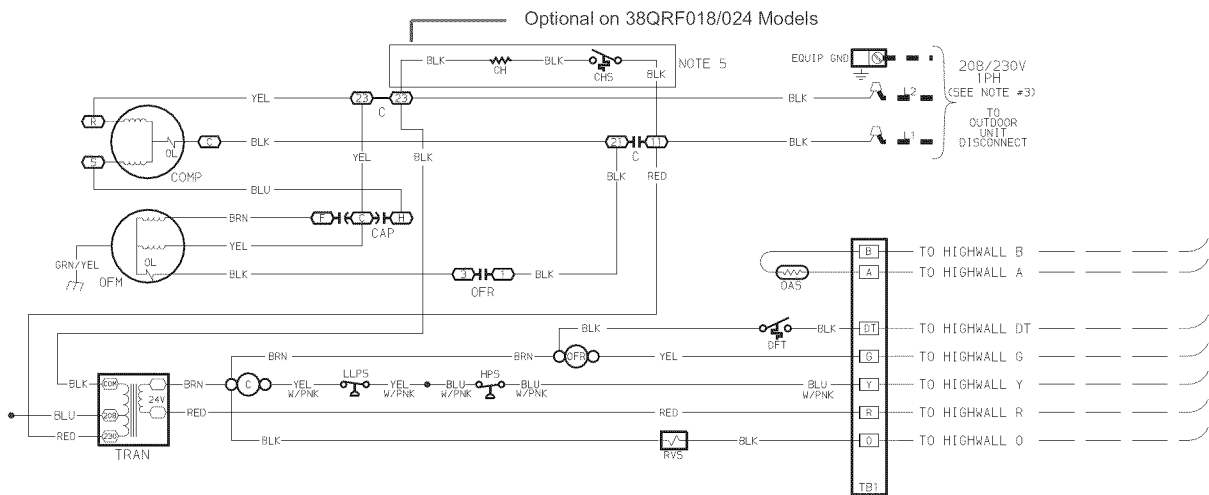 Optional on 38QRF018/024 Models
BLK CH BLK CHS BLK NOTE 5
EQUIP GND
208/230V
1PH
(SEE NOTE #3)
TO
OUTDOOR
UNIT
DISCONNECT
YEL 23 23 C BLK L2
R
OL C BLK 21 11 C BLK L1
S
COMP
YEL BLK BLK RED
BLU
BRN F C H
CAP
YEL
OL
BLK 3 1 BLK
OFR
GRN/YEL
OFM
B TO HIGHWALL B
A TO HIGHWALL A
OAS
BLK DFT BLK DT TO HIGHWALL DT
BRN BRN OFR YEL G TO HIGHWALL G
BLK COM 24V BRN C YEL W/PNK LLPS YEL W/PNK BLU W/PNK HPS BLU W/PNK BLU W/PNK Y TO HIGHWALL Y
BLU 208 RED RED R TO HIGHWALL R
RED 230 BLK RVS BLK O TO HIGHWALL O
TRAN
TB1